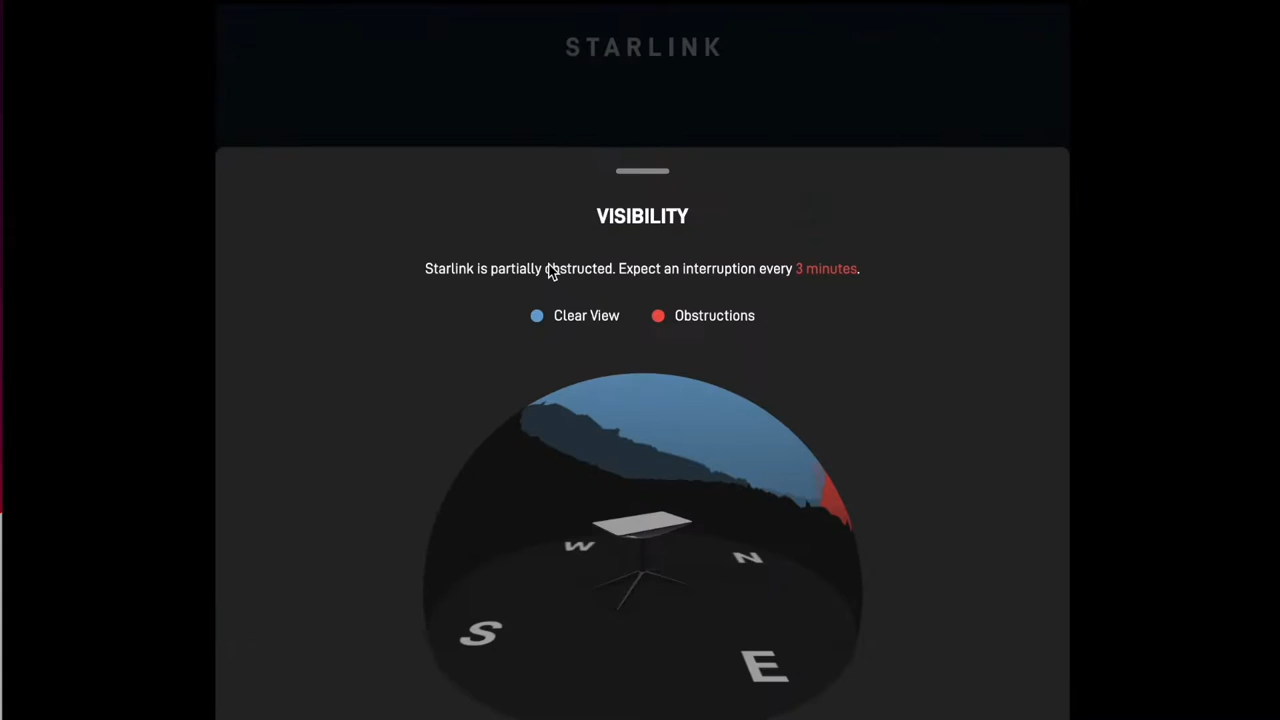 STARLINK
VISIBILITY
Starlink is partially obstructed. Expect an interruption every 3 minutes.
Clear View Obstructions
W N
S E